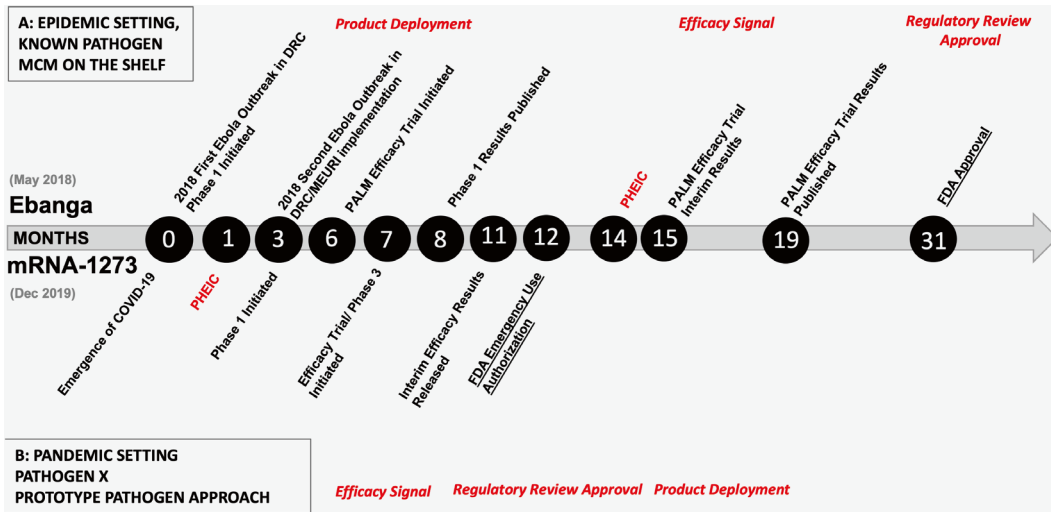 A: EPIDEMIC SETTING,
KNOWN PATHOGEN
MCM ON THE SHELF
Product Deployment
Efficacy Signal
Regulatory Review
Approval
2018 First Ebola Outbreak in DRC
Phase 1 Initiated
2018 Second Ebola Outbreak in
DRC/MEURI implementation
PALM Efficacy Trial Initiated
Phase 1 Results Published
PHEIC
PALM Efficacy Trial
Interim Results
PALM Efficacy Trial Results
Published
FDA Approval
(May 2018)
Ebanga
MONTHS
0 1 3 6 7 8 11 12 14 15 19 31
mRNA-1273
(Dec 2019)
Emergence of COVID-19
PHEIC
Phase 1 Initiated
Efficacy Trial/ Phase 3
Initiated
Interim Efficacy Results
Released
FDA Emergency Use
Authorization
B: PANDEMIC SETTING
PATHOGEN X
PROTOTYPE PATHOGEN APPROACH
Efficacy Signal
Regulatory Review Approval
Product Deployment